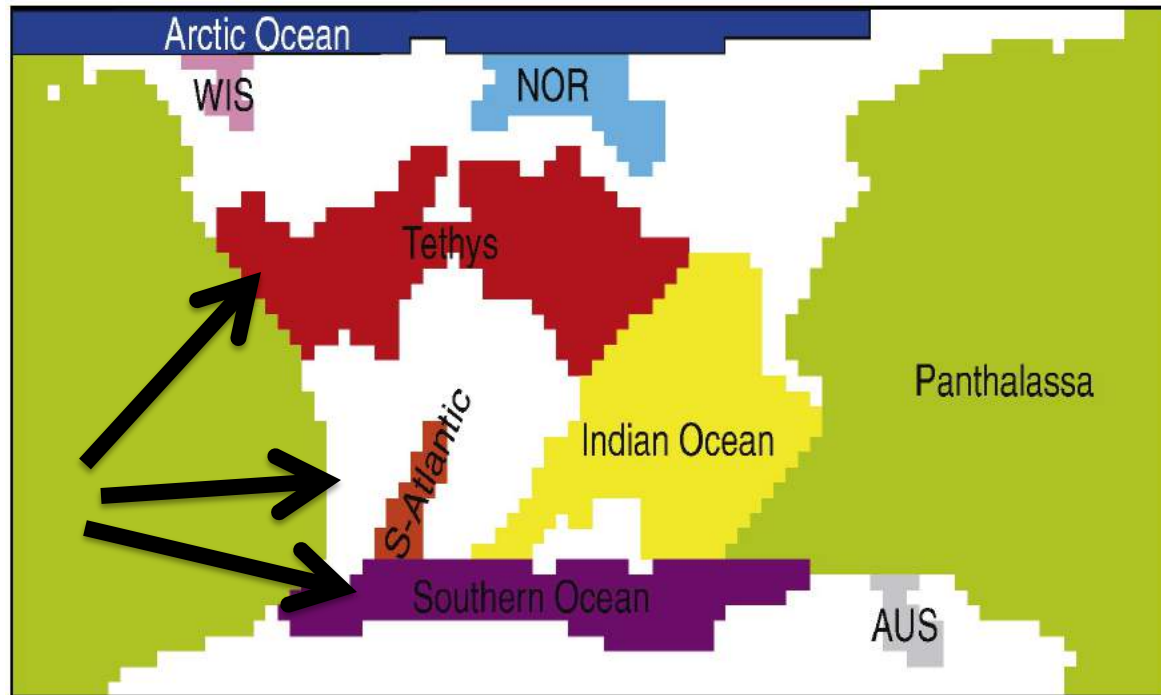 Arctic Ocean
WIS
NOR
Tethys
Panthalassa
S-Atlantic
Indian Ocean
Southern Ocean
AUS